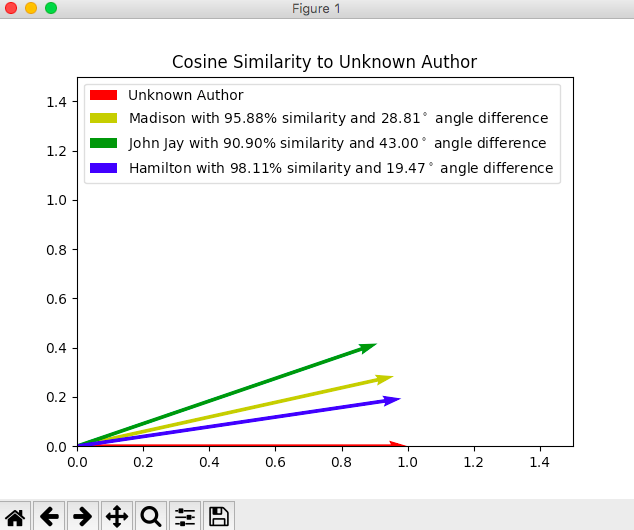 Figure 1
Cosine Similarity to Unknown Author
Unknown Author
Madison with 95.88% similarity and 28.81° angle difference
John Jay with 90.90% similarity and 43.00° angle difference
Hamilton with 98.11% similarity and 19.47° angle difference
1.4
1.2
1.0
0.8
0.6
0.4
0.2
0.0
0.0 0.2 0.4 0.6 0.8 1.0 1.2 1.4